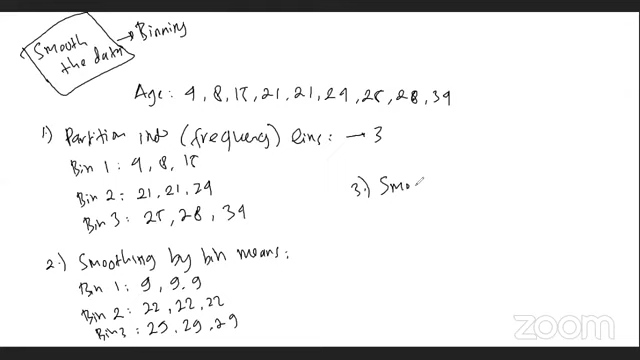 Smooth the data → Binning
Age: 4, 8, 15, 21, 21, 24, 25, 28, 34
1.) Partition into (frequency) bins: → 3
Bin 1: 4, 8, 15
Bin 2: 21, 21, 24
Bin 3: 25, 28, 34
2.) Smoothing by bin means:
Bin 1: 9, 9, 9
Bin 2: 22, 22, 22
Bin 3: 29, 29, 29
3.) Smo
zoom